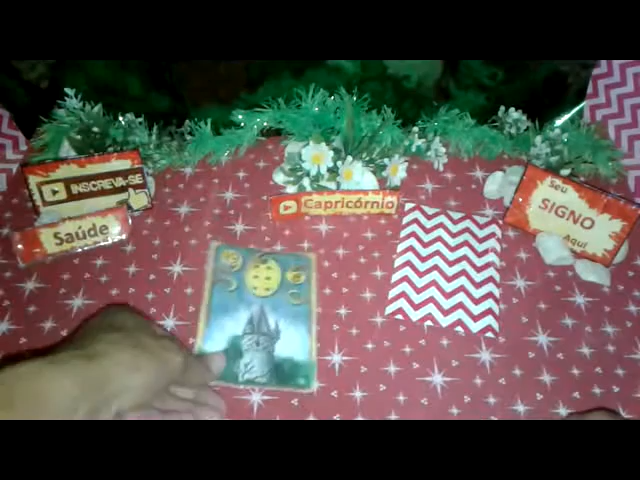 INSCREVA-SE
Saúde
Capricórnio
Seu
SIGNO
Aqui